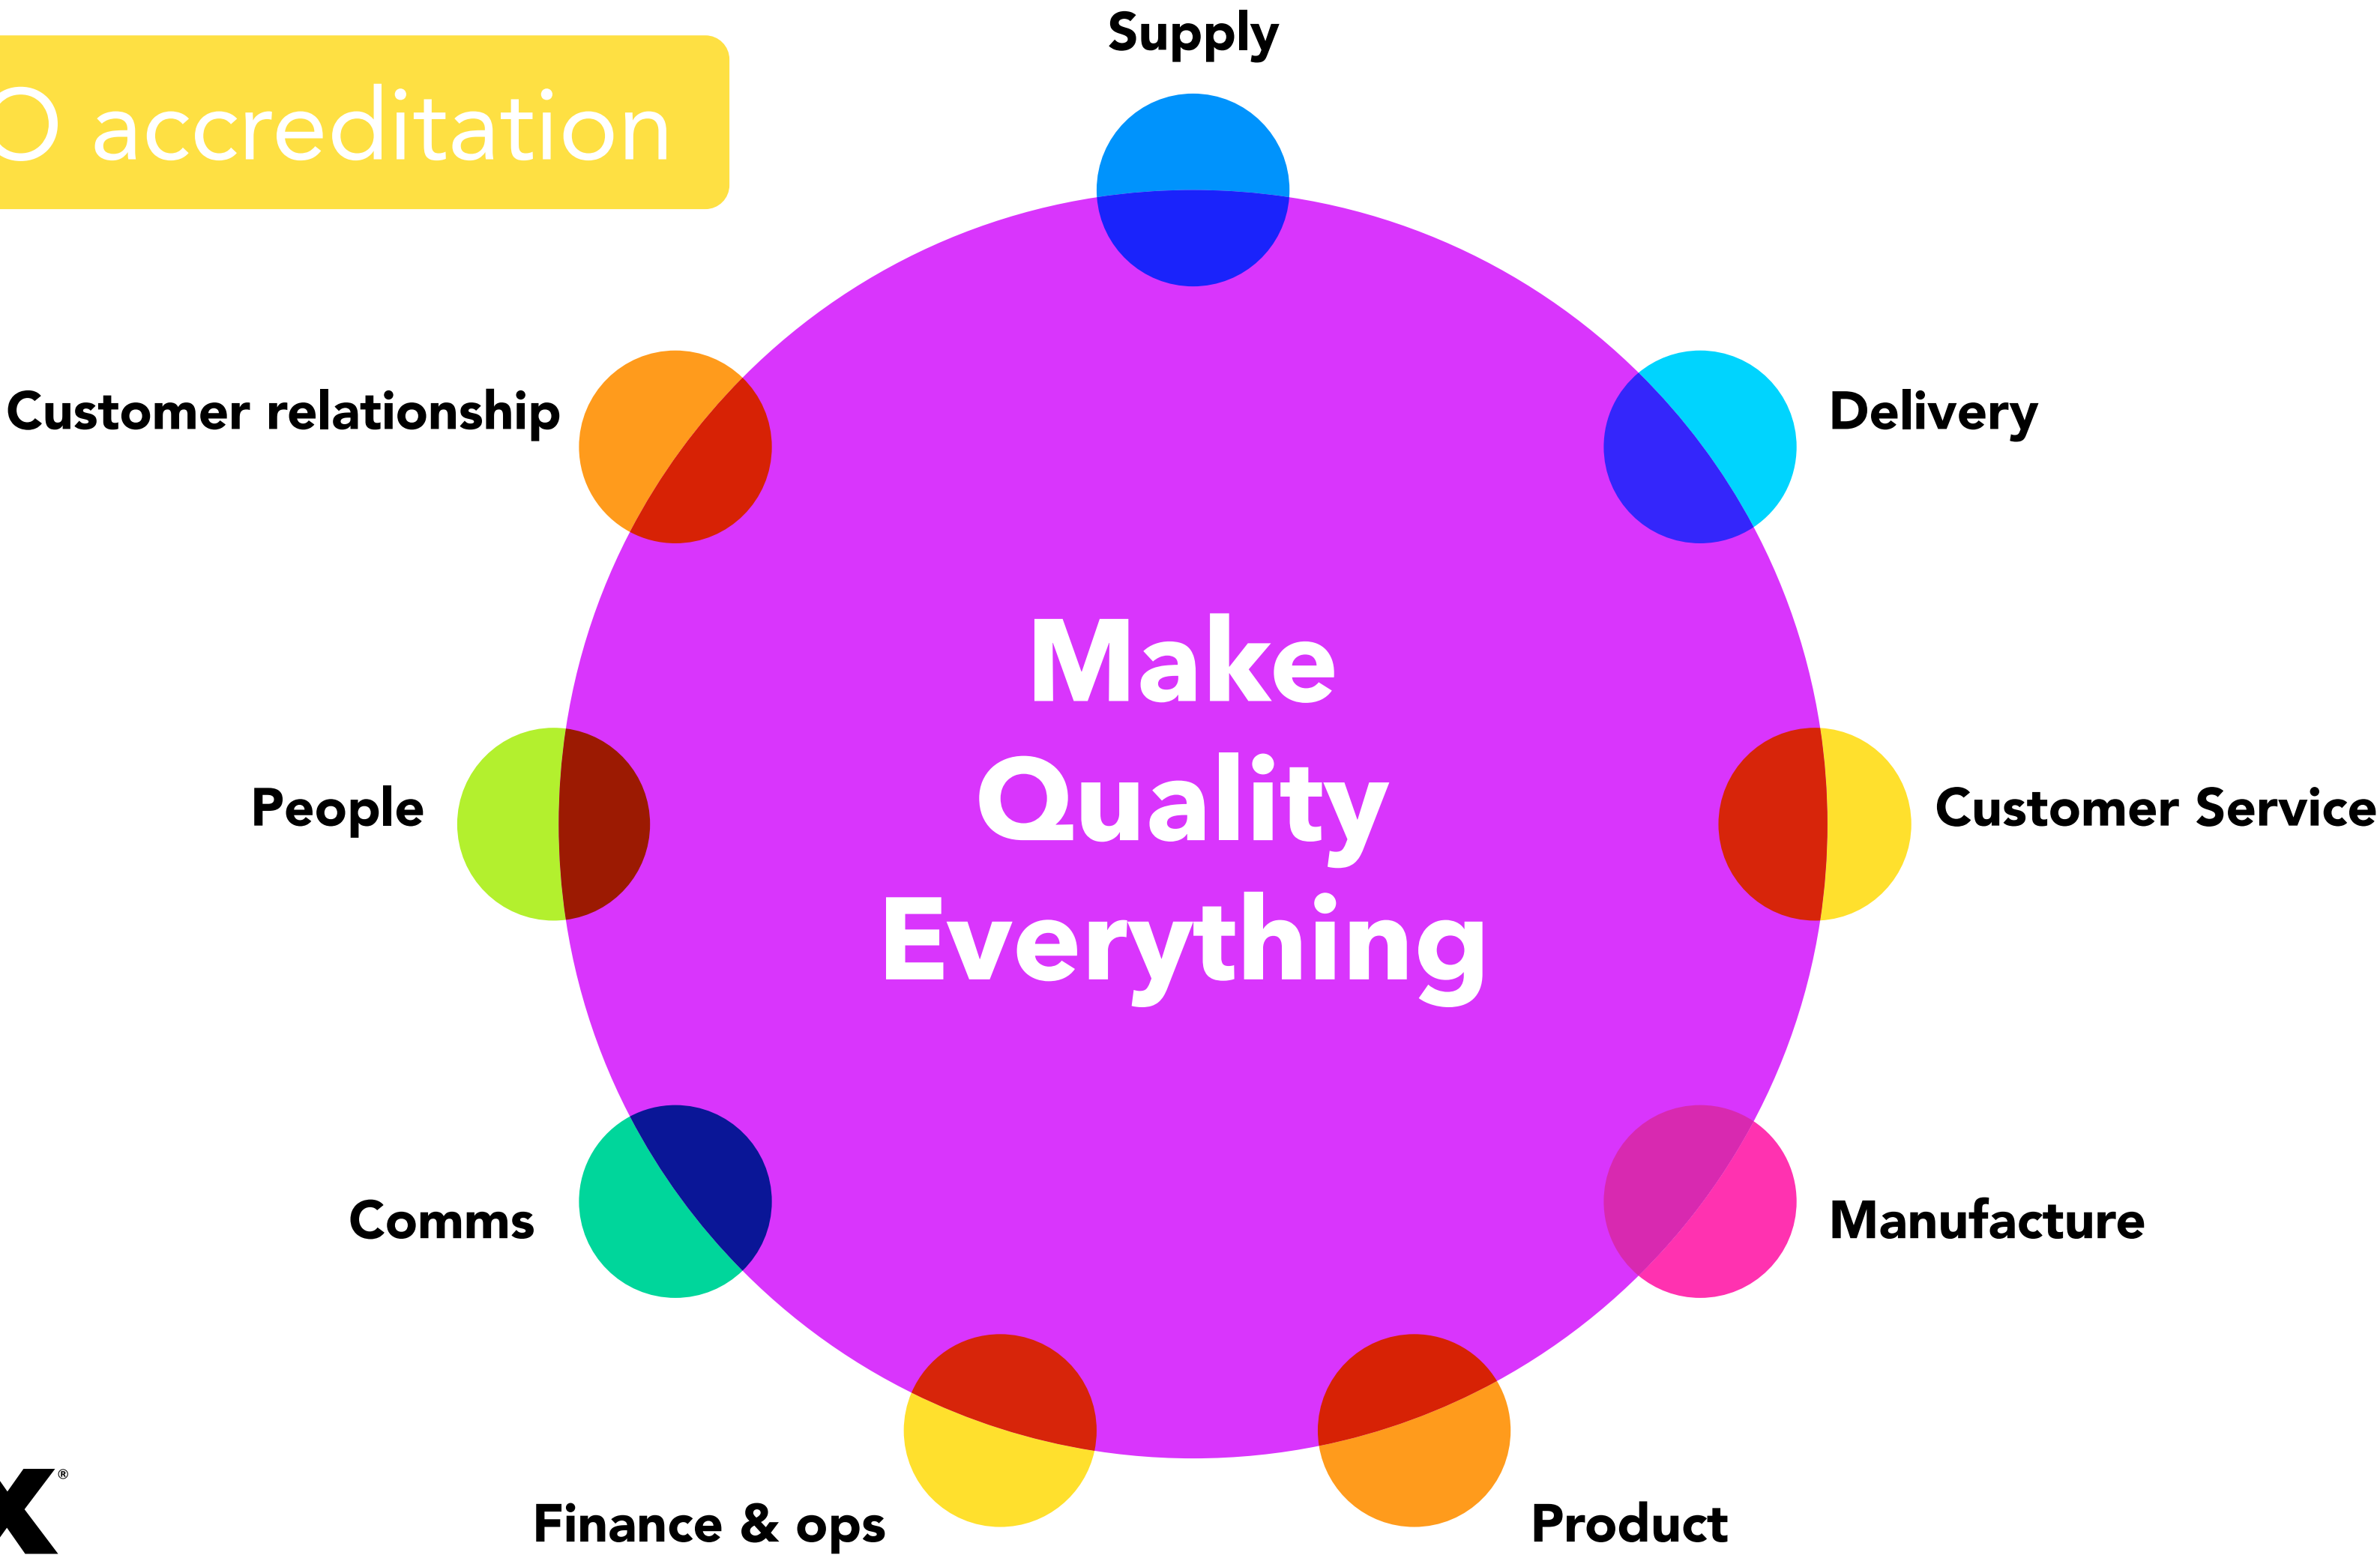 Supply
O accreditation
Customer relationship
Delivery
Make
Quality
Everything
People
Customer Service
Comms
Manufacture
Finance & ops
Product
X®